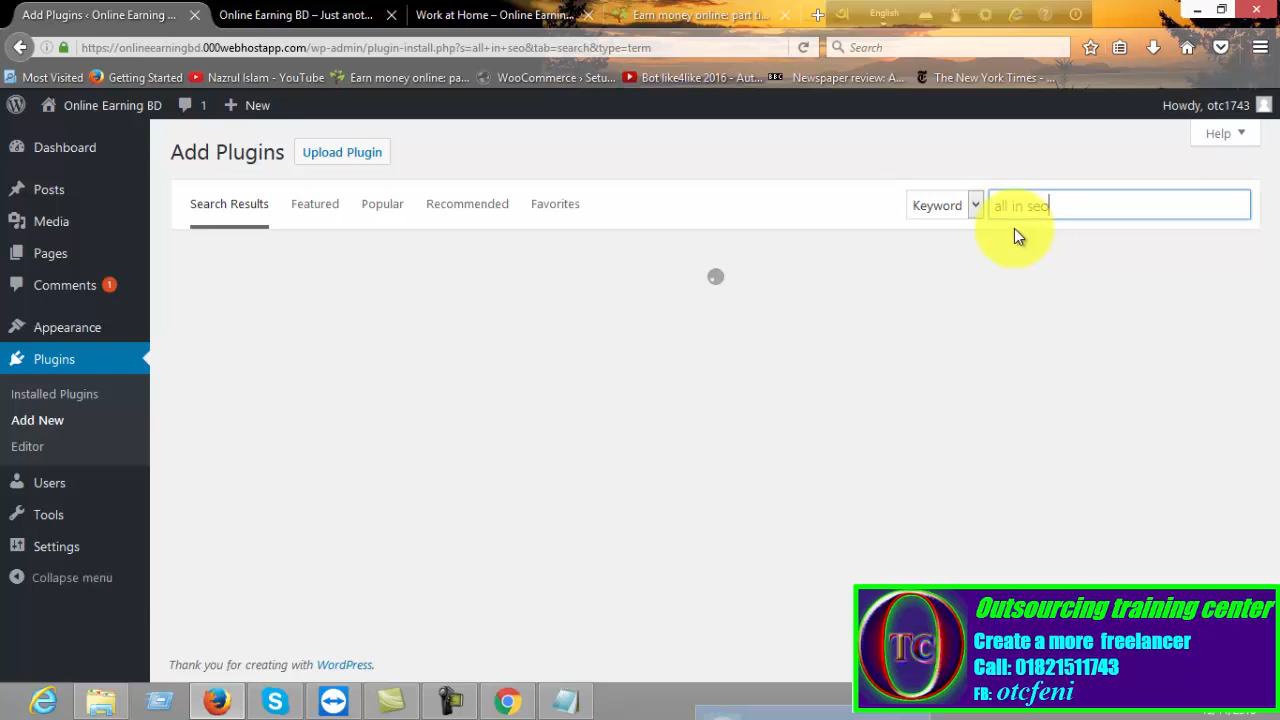 Add Plugins ‹ Online Earning ...
Online Earning BD – Just anot...
Work at Home – Online Earnin...
Earn money online: part ti...
English
https://onlineearningbd.000webhostapp.com/wp-admin/plugin-install.php?s=all+in+seo&tab=search&type=term
Search
Most Visited
Getting Started
Nazrul Islam - YouTube
Earn money online: pa...
WooCommerce › Setu...
Bot like4like 2016 - Aut...
BBC
Newspaper review: A...
The New York Times - ...
Online Earning BD
1
New
Howdy, otc1743
Help
Add Plugins
Upload Plugin
Search Results
Featured
Popular
Recommended
Favorites
Keyword
all in seo
Dashboard
Posts
Media
Pages
Comments 1
Appearance
Plugins
Installed Plugins
Add New
Editor
Users
Tools
Settings
Collapse menu
Thank you for creating with WordPress.
OTC
Outsourcing training center
Create a more freelancer
Call: 01821511743
FB: otcfeni